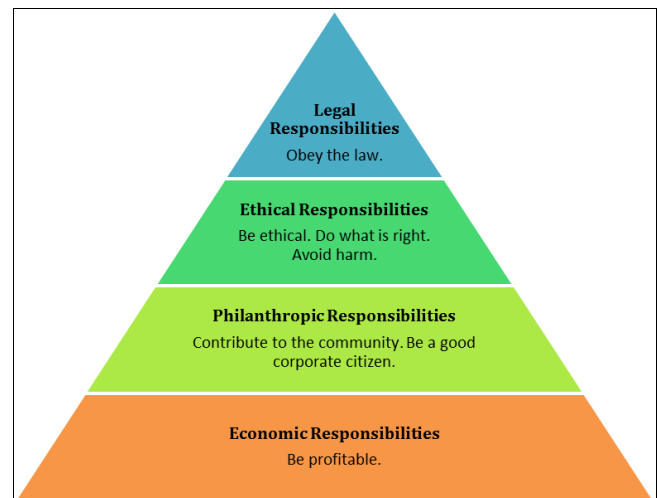 Legal
Responsibilities
Obey the law.
Ethical Responsibilities
Be ethical. Do what is right.
Avoid harm.
Philanthropic Responsibilities
Contribute to the community. Be a good
corporate citizen.
Economic Responsibilities
Be profitable.